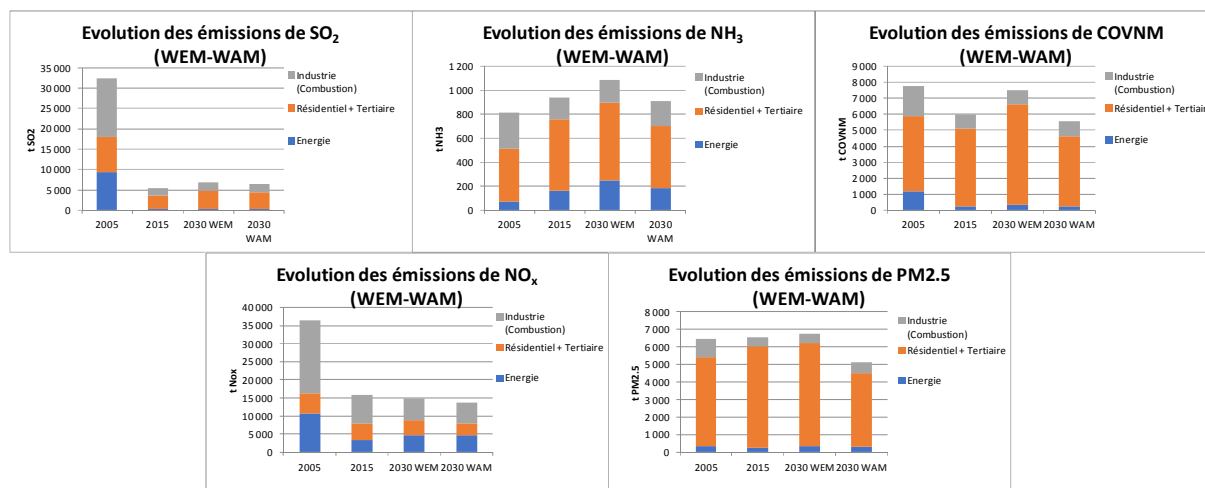 Evolution des émissions de SO2
(WEM-WAM)
35 000
30 000
25 000
20 000
15 000
10 000
5 000
0
t SO2
2005
2015
2030 WEM
2030
WAM
Industrie
(Combustion)
Résidentiel + Tertiaire
Energie
Evolution des émissions de NH3
(WEM-WAM)
1 200
1 000
800
600
400
200
0
t NH3
2005
2015
2030 WEM
2030
WAM
Industrie
(Combustion)
Résidentiel + Tertiaire
Energie
Evolution des émissions de COVNM
(WEM-WAM)
9 000
8 000
7 000
6 000
5 000
4 000
3 000
2 000
1 000
0
t COVNM
2005
2015
2030 WEM
2030 WAM
Industrie
(Combustion)
Résidentiel + Tertiaire
Energie
Evolution des émissions de NOx
(WEM-WAM)
40 000
35 000
30 000
25 000
20 000
15 000
10 000
5 000
0
t Nox
2005
2015
2030 WEM
2030 WAM
Industrie
(Combustion)
Résidentiel + Tertiaire
Energie
Evolution des émissions de PM2.5
(WEM-WAM)
8 000
7 000
6 000
5 000
4 000
3 000
2 000
1 000
0
t PM2.5
2005
2015
2030 WEM
2030 WAM
Industrie
(Combustion)
Résidentiel + Tertiaire
Energie